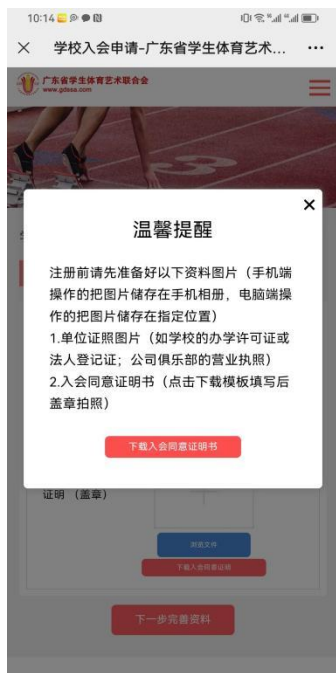 10:14
学校入会申请-广东省学生体育艺术...
广东省学生体育艺术联合会
www.gdssa.com
温馨提醒
注册前请先准备好以下资料图片（手机端
操作的把图片储存在手机相册，电脑端操
作的把图片储存在指定位置）
1.单位证照图片（如学校的办学许可证或
法人登记证；公司俱乐部的营业执照）
2.入会同意证明书（点击下载模板填写后
盖章拍照）
下载入会同意证明书
证明 （盖章）
浏览文件
下载入会同意证明
下一步完善资料